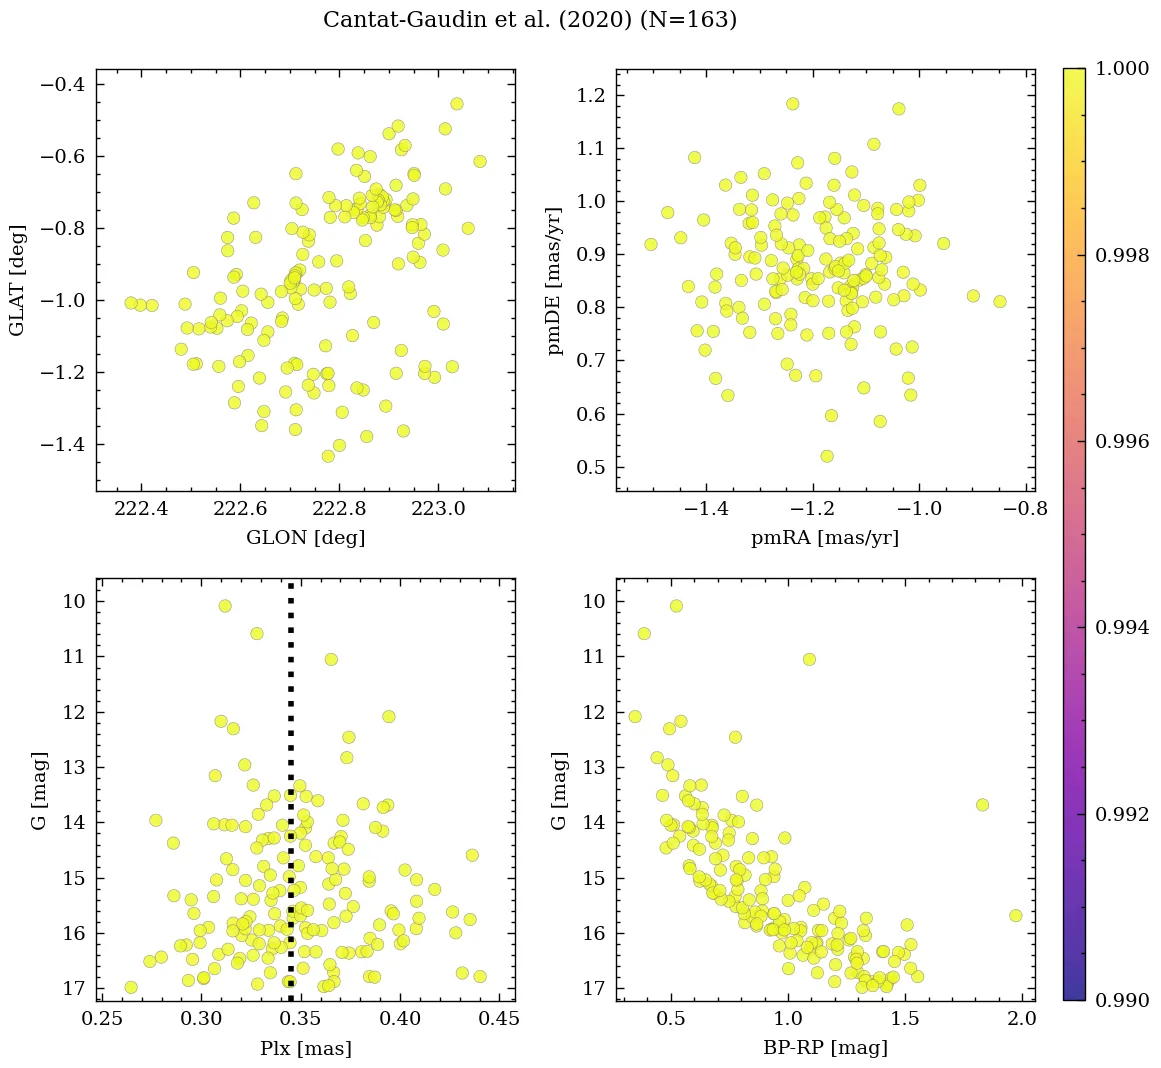 Cantat-Gaudin et al. (2020) (N=163)
−0.4
−0.6
−0.8
−1.0
−1.2
−1.4
GLAT [deg]
222.4 222.6 222.8 223.0
GLON [deg]
1.2
1.1
1.0
0.9
0.8
0.7
0.6
0.5
pmDE [mas/yr]
−1.4 −1.2 −1.0 −0.8
pmRA [mas/yr]
10
11
12
13
14
15
16
17
G [mag]
0.25 0.30 0.35 0.40 0.45
Plx [mas]
10
11
12
13
14
15
16
17
G [mag]
0.5 1.0 1.5 2.0
BP-RP [mag]
1.000
0.998
0.996
0.994
0.992
0.990